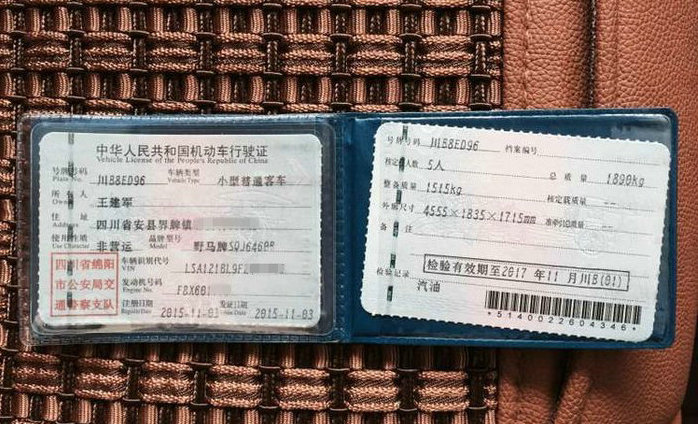 中华人民共和国机动车行驶证
Vehicle License of the People's Republic of China
号牌号码 川B8ED96 车辆类型 小型普通客车
Plate No. Vehicle Type
所有人 王建军
Owner
住址 四川省安县界牌镇
Address
使用性质 非营运 品牌型号 野马牌SQJ6460B
Use Character Model
四川省绵阳
市公安局交
通警察支队
车辆识别代号 LSA121BL9F2
VIN
发动机号码 FBX601
Engine No.
注册日期 2015-11-03 发证日期 2015-11-03
Register Date Issue Date
号牌号码 川B8ED96 档案编号
核定载人数 5人 总质量 1890kg
整备质量 1515kg 核定载质量 --
外廓尺寸 4555×1835×1715mm 准牵引总质量 --
备注
检验记录 检验有效期至2017年11月川B(01)
汽油
*5140022604346*